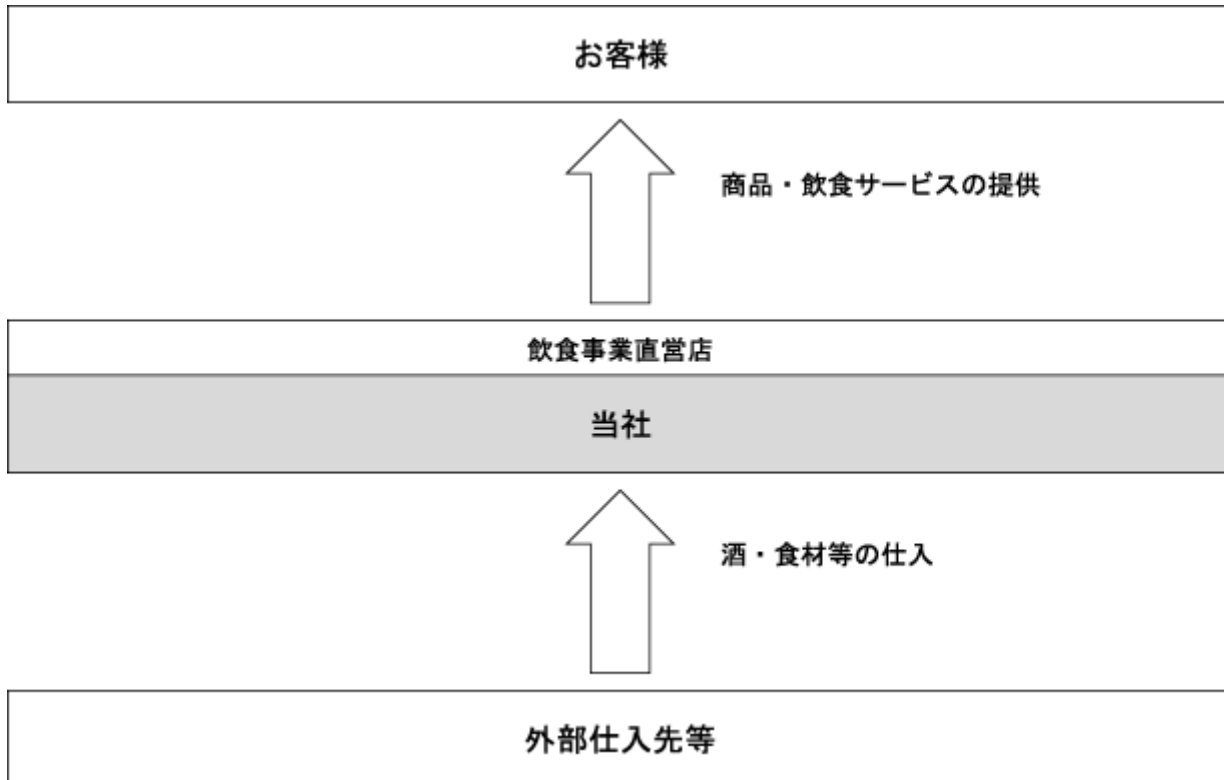 お客様
商品・飲食サービスの提供
飲食事業直営店
当社
酒・食材等の仕入
外部仕入先等